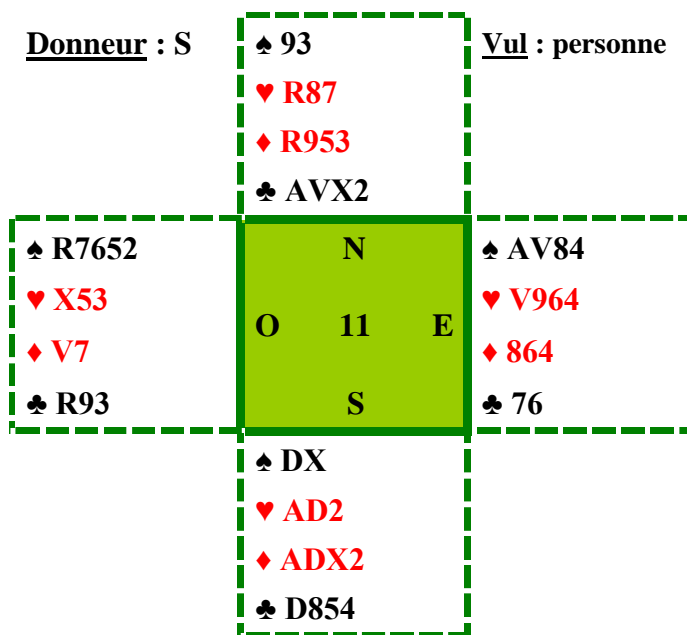 Donneur : S
♠ 93
Vul : personne
♥ R87
♦ R953
♣ AVX2
♠ R7652
N
♠ AV84
♥ X53
♥ V964
O 11 E
♦ V7
♦ 864
♣ R93
S
♣ 76
♠ DX
♥ AD2
♦ ADX2
♣ D854